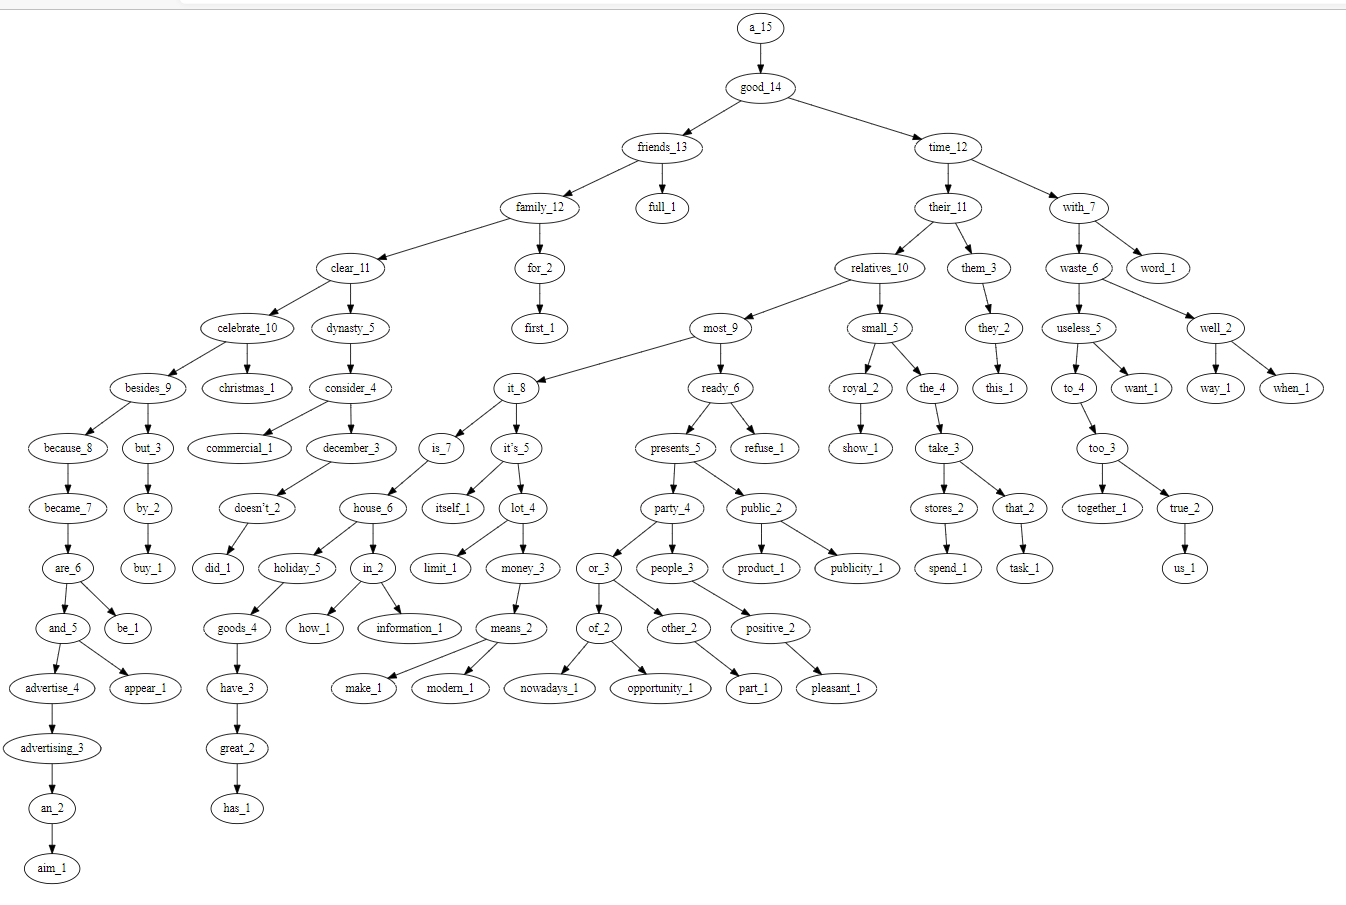 a_15
good_14
friends_13 time_12
family_12 full_1 their_11 with_7
clear_11 for_2 relatives_10 them_3 waste_6 word_1
celebrate_10 dynasty_5 first_1 most_9 small_5 they_2 useless_5 well_2
besides_9 christmas_1 consider_4 it_8 ready_6 royal_2 the_4 this_1 to_4 want_1 way_1 when_1
because_8 but_3 commercial_1 december_3 is_7 it’s_5 presents_5 refuse_1 show_1 take_3 too_3
became_7 by_2 doesn’t_2 house_6 itself_1 lot_4 party_4 public_2 stores_2 that_2 together_1 true_2
are_6 buy_1 did_1 holiday_5 in_2 limit_1 money_3 or_3 people_3 product_1 publicity_1 spend_1 task_1 us_1
and_5 be_1 goods_4 how_1 information_1 means_2 of_2 other_2 positive_2
advertise_4 appear_1 have_3 make_1 modern_1 nowadays_1 opportunity_1 part_1 pleasant_1
advertising_3 great_2
an_2 has_1
aim_1